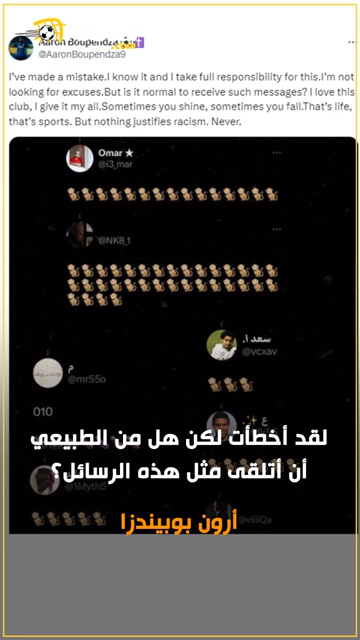 Aaron Boupendza
@AaronBoupendza9
I've made a mistake.I know it and I take full responsibility for this.I'm not
looking for excuses.But is it normal to receive such messages? I love this
club, I give it my all.Sometimes you shine, sometimes you fall.That's life,
that's sports. But nothing justifies racism. Never.
Omar ★
@i3_mar
@NK8_1
سعد .A
@vcxav
م
@mr55o
010
ع
لقد أخطأت لكن هل من الطبيعي
أن أتلقى مثل هذه الرسائل؟
@1Myth5
@viiiiQa
أرون بوبيندزا